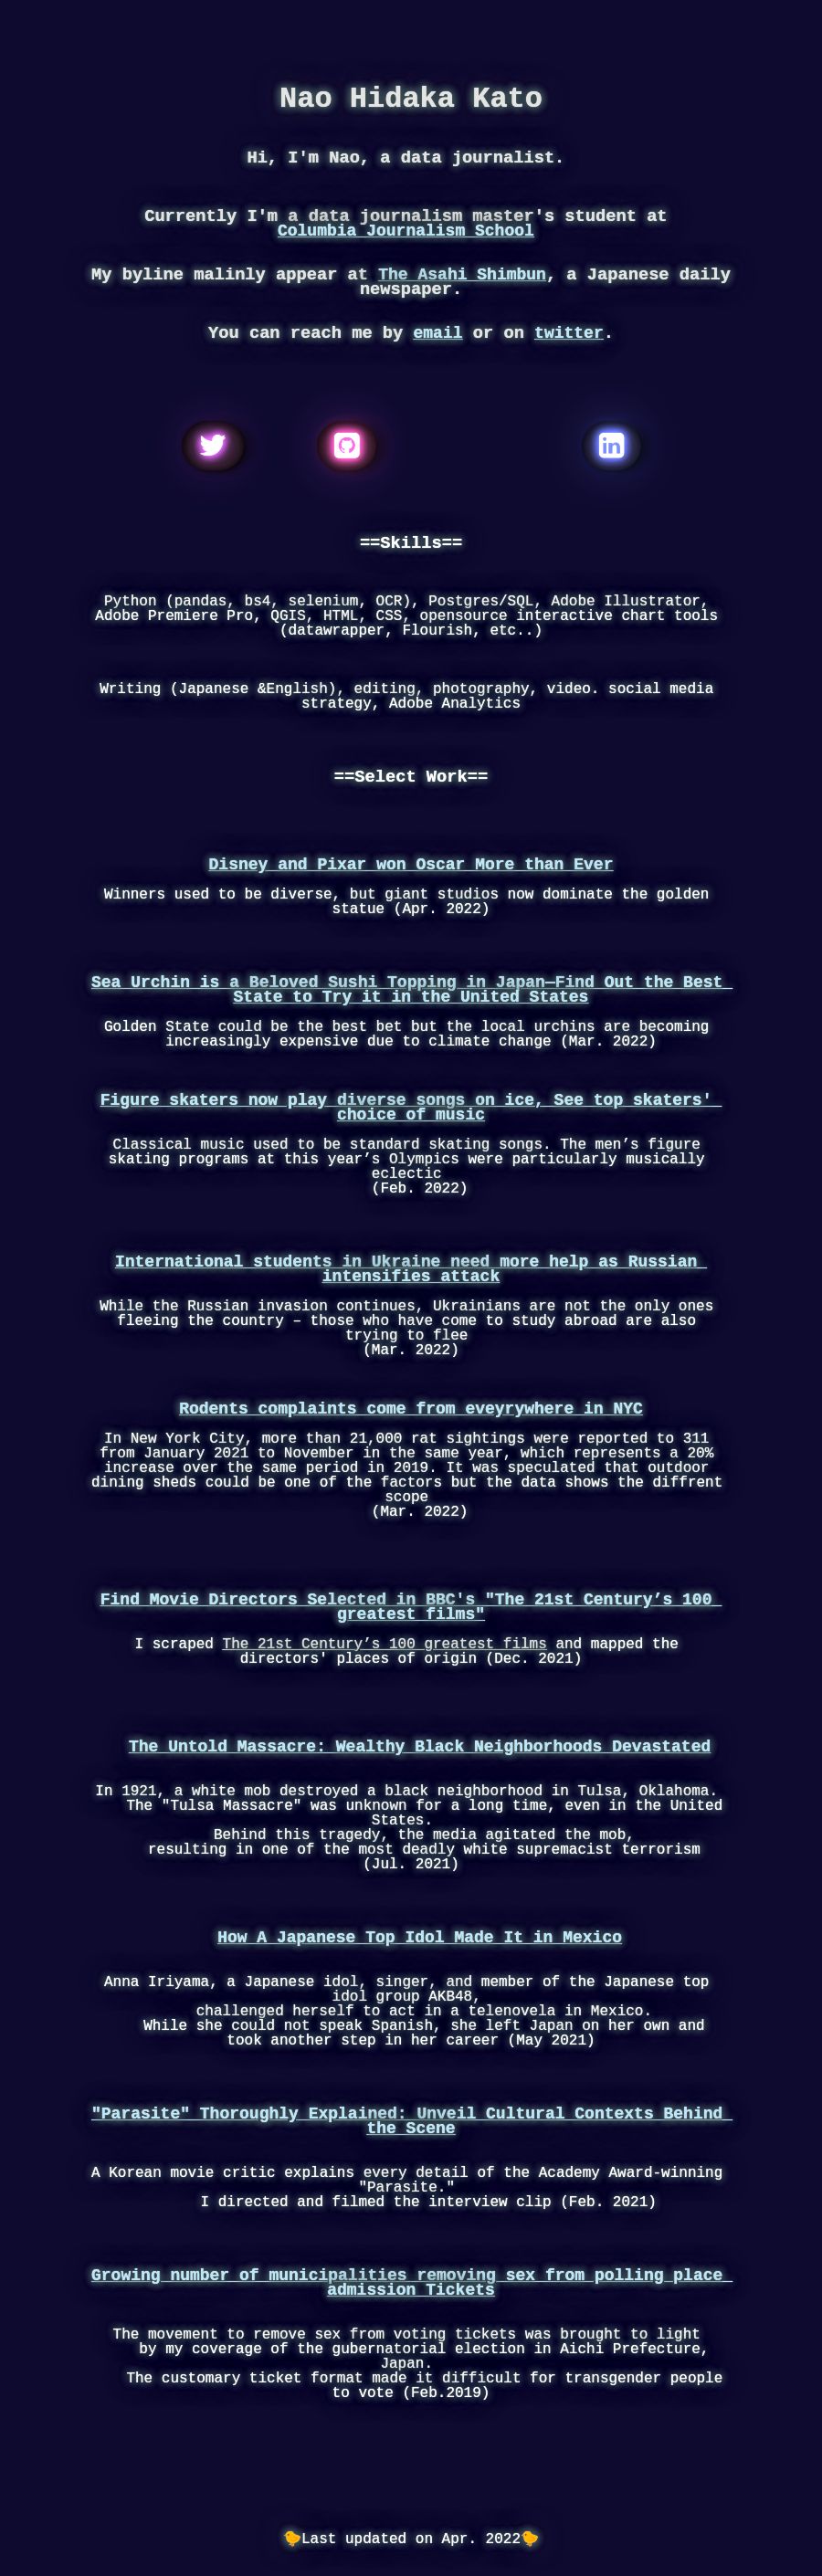 Nao Hidaka Kato
Hi, I'm Nao, a data journalist.
Currently I'm a data journalism master's student at
Columbia Journalism School
My byline malinly appear at The Asahi Shimbun, a Japanese daily
newspaper.
You can reach me by email or on twitter.
==Skills==
Python (pandas, bs4, selenium, OCR), Postgres/SQL, Adobe Illustrator,
Adobe Premiere Pro, QGIS, HTML, CSS, opensource interactive chart tools
(datawrapper, Flourish, etc..)
Writing (Japanese &English), editing, photography, video. social media
strategy, Adobe Analytics
==Select Work==
Disney and Pixar won Oscar More than Ever
Winners used to be diverse, but giant studios now dominate the golden
statue (Apr. 2022)
Sea Urchin is a Beloved Sushi Topping in Japan—Find Out the Best
State to Try it in the United States
Golden State could be the best bet but the local urchins are becoming
increasingly expensive due to climate change (Mar. 2022)
Figure skaters now play diverse songs on ice, See top skaters'
choice of music
Classical music used to be standard skating songs. The men’s figure
skating programs at this year’s Olympics were particularly musically
eclectic
(Feb. 2022)
International students in Ukraine need more help as Russian
intensifies attack
While the Russian invasion continues, Ukrainians are not the only ones
fleeing the country – those who have come to study abroad are also
trying to flee
(Mar. 2022)
Rodents complaints come from eveyrywhere in NYC
In New York City, more than 21,000 rat sightings were reported to 311
from January 2021 to November in the same year, which represents a 20%
increase over the same period in 2019. It was speculated that outdoor
dining sheds could be one of the factors but the data shows the diffrent
scope
(Mar. 2022)
Find Movie Directors Selected in BBC's "The 21st Century’s 100
greatest films"
I scraped The 21st Century’s 100 greatest films and mapped the
directors' places of origin (Dec. 2021)
The Untold Massacre: Wealthy Black Neighborhoods Devastated
In 1921, a white mob destroyed a black neighborhood in Tulsa, Oklahoma.
The "Tulsa Massacre" was unknown for a long time, even in the United
States.
Behind this tragedy, the media agitated the mob,
resulting in one of the most deadly white supremacist terrorism
(Jul. 2021)
How A Japanese Top Idol Made It in Mexico
Anna Iriyama, a Japanese idol, singer, and member of the Japanese top
idol group AKB48,
challenged herself to act in a telenovela in Mexico.
While she could not speak Spanish, she left Japan on her own and
took another step in her career (May 2021)
"Parasite" Thoroughly Explained: Unveil Cultural Contexts Behind
the Scene
A Korean movie critic explains every detail of the Academy Award-winning
"Parasite."
I directed and filmed the interview clip (Feb. 2021)
Growing number of municipalities removing sex from polling place
admission Tickets
The movement to remove sex from voting tickets was brought to light
by my coverage of the gubernatorial election in Aichi Prefecture,
Japan.
The customary ticket format made it difficult for transgender people
to vote (Feb.2019)
🐤Last updated on Apr. 2022🐤